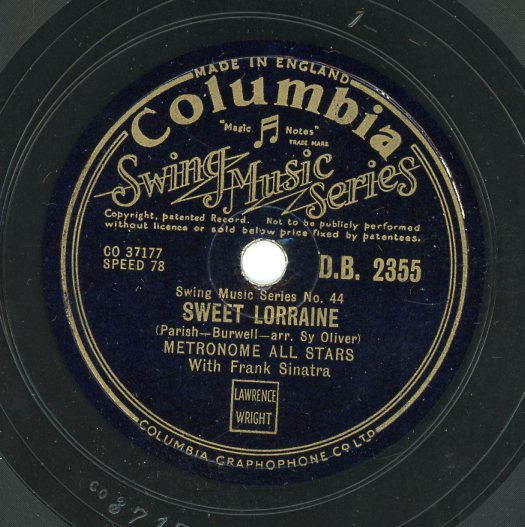 1
MADE IN ENGLAND
Columbia
"Magic Notes"
TRADE MARK
Swing Music Series
Copyright, patented Record. Not to be publicly performed
without licence or sold below price fixed by patentees.
CO 37177
SPEED 78
D.B. 2355
Swing Music Series No. 44
SWEET LORRAINE
(Parish—Burwell—arr. Sy Oliver)
METRONOME ALL STARS
With Frank Sinatra
LAWRENCE
WRIGHT
COLUMBIA GRAPHOPHONE CO. LTD.